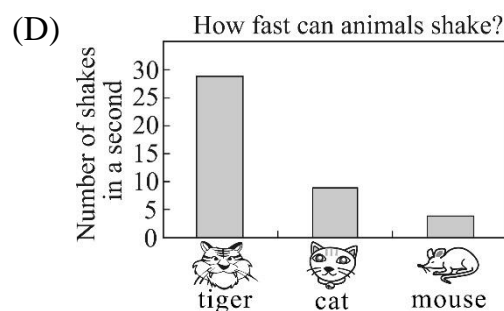 (D)
How fast can animals shake?
Number of shakes
in a second
30
25
20
15
10
5
0
tiger cat mouse